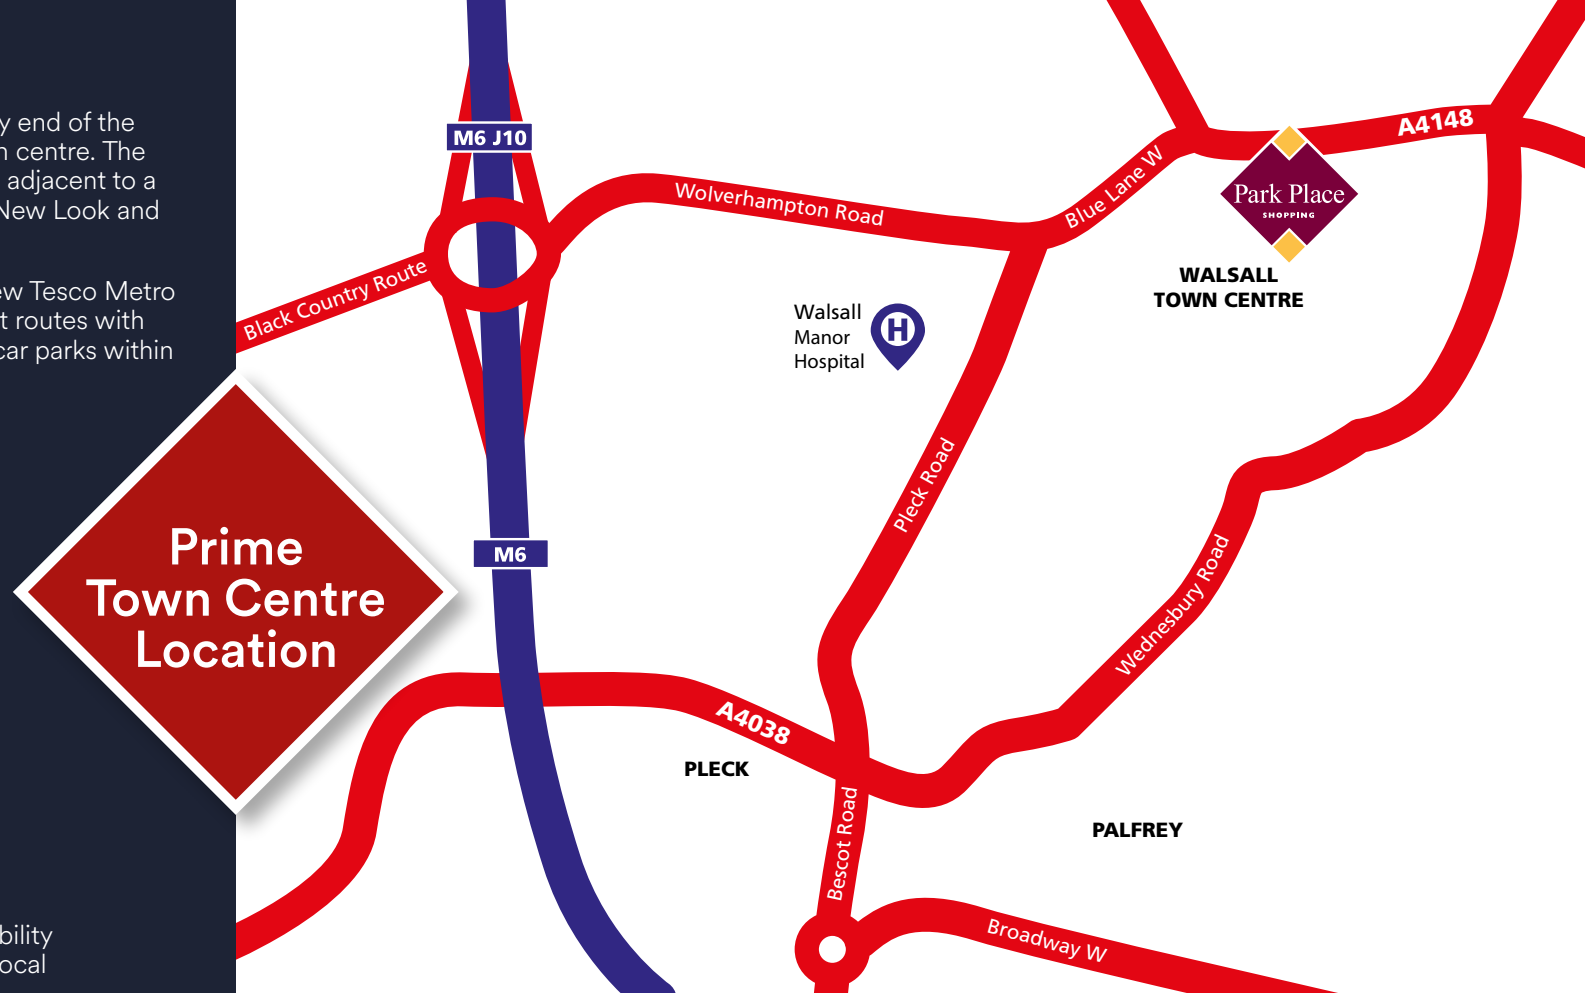 y end of the
n centre. The
adjacent to a
New Look and
ew Tesco Metro
t routes with
car parks within
Prime
Town Centre
Location
bility
ocal
M6 J10
Wolverhampton Road
Black Country Route
Blue Lane W
A4148
Park Place
SHOPPING
WALSALL
TOWN CENTRE
Walsall
Manor
Hospital
H
Pleck Road
M6
Wednesbury Road
A4038
PLECK
PALFREY
Bescot Road
Broadway W